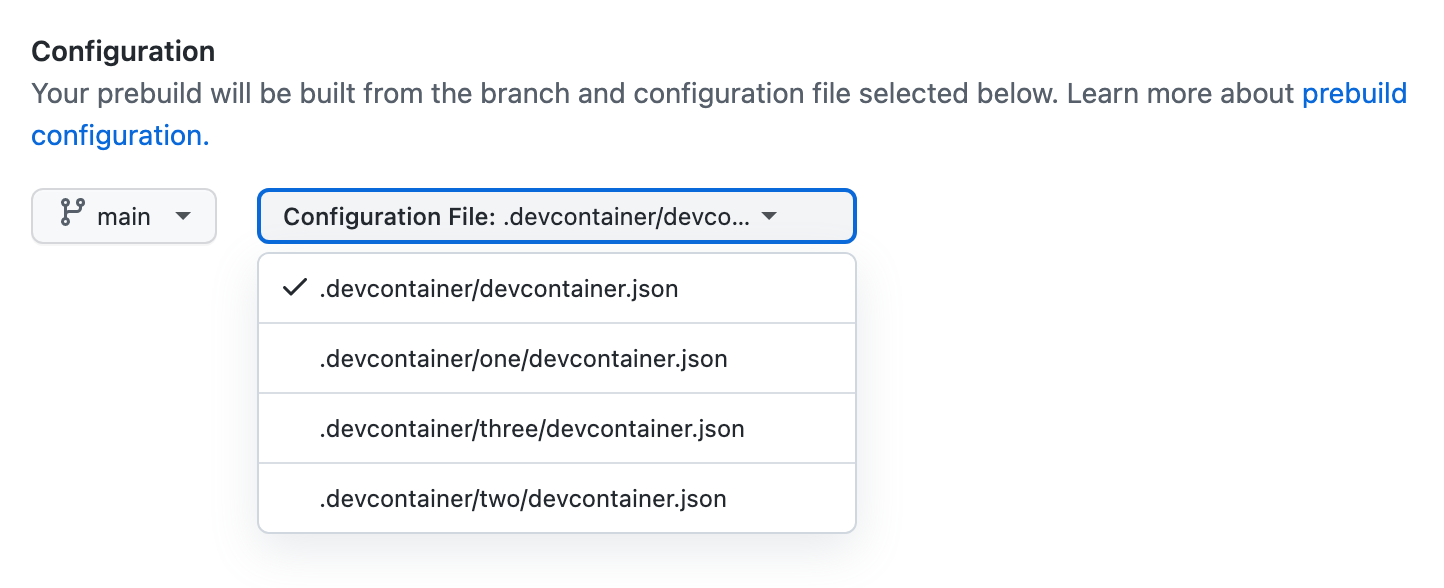 Configuration
Your prebuild will be built from the branch and configuration file selected below. Learn more about prebuild
configuration.
main
Configuration File: .devcontainer/devco...
.devcontainer/devcontainer.json
.devcontainer/one/devcontainer.json
.devcontainer/three/devcontainer.json
.devcontainer/two/devcontainer.json